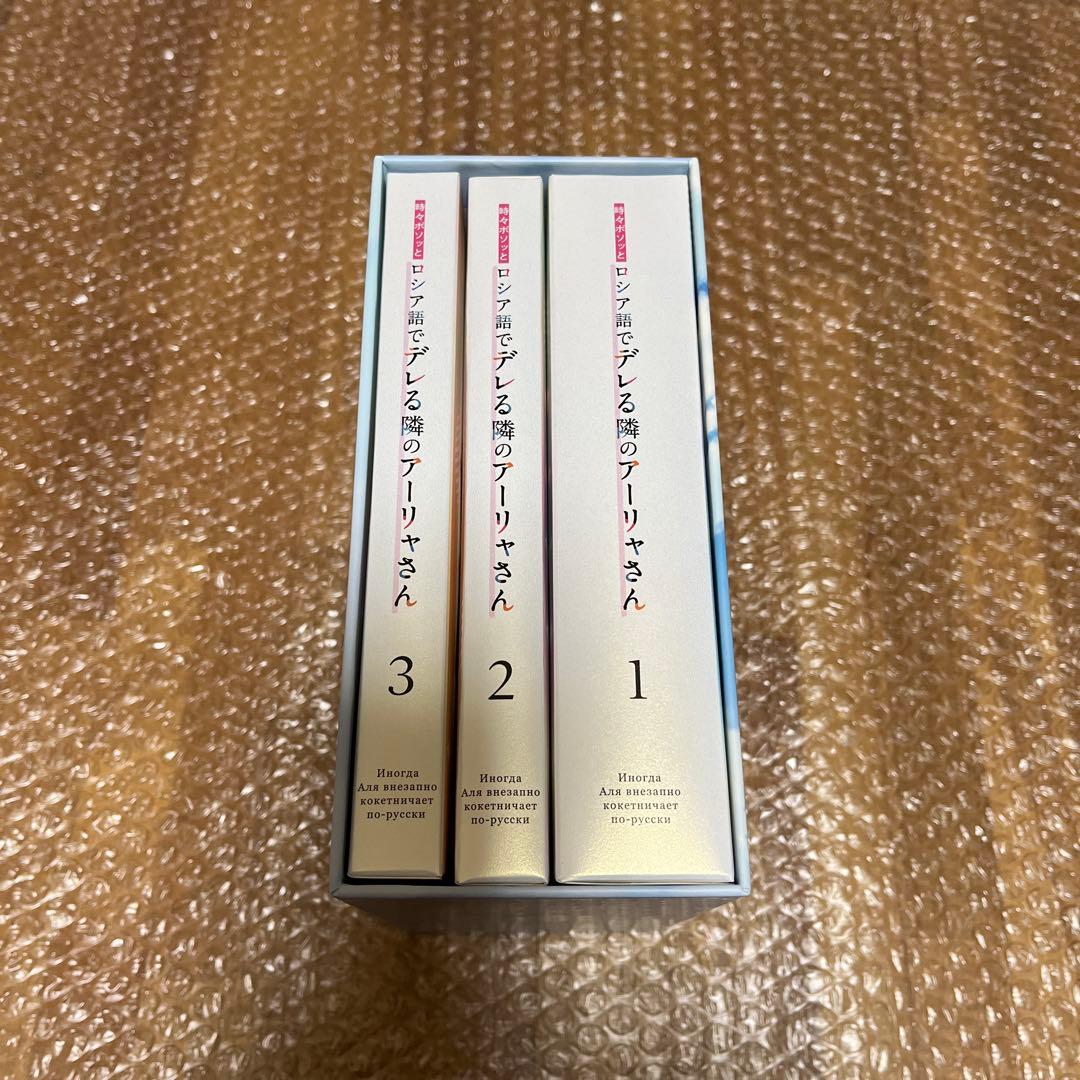 時々ボソッと
ロシア語でデレる隣のアーリャさん
3
Иногда
Аля внезапно
кокетничает
по-русски
時々ボソッと
ロシア語でデレる隣のアーリャさん
2
Иногда
Аля внезапно
кокетничает
по-русски
時々ボソッと
ロシア語でデレる隣のアーリャさん
1
Иногда
Аля внезапно
кокетничает
по-русски